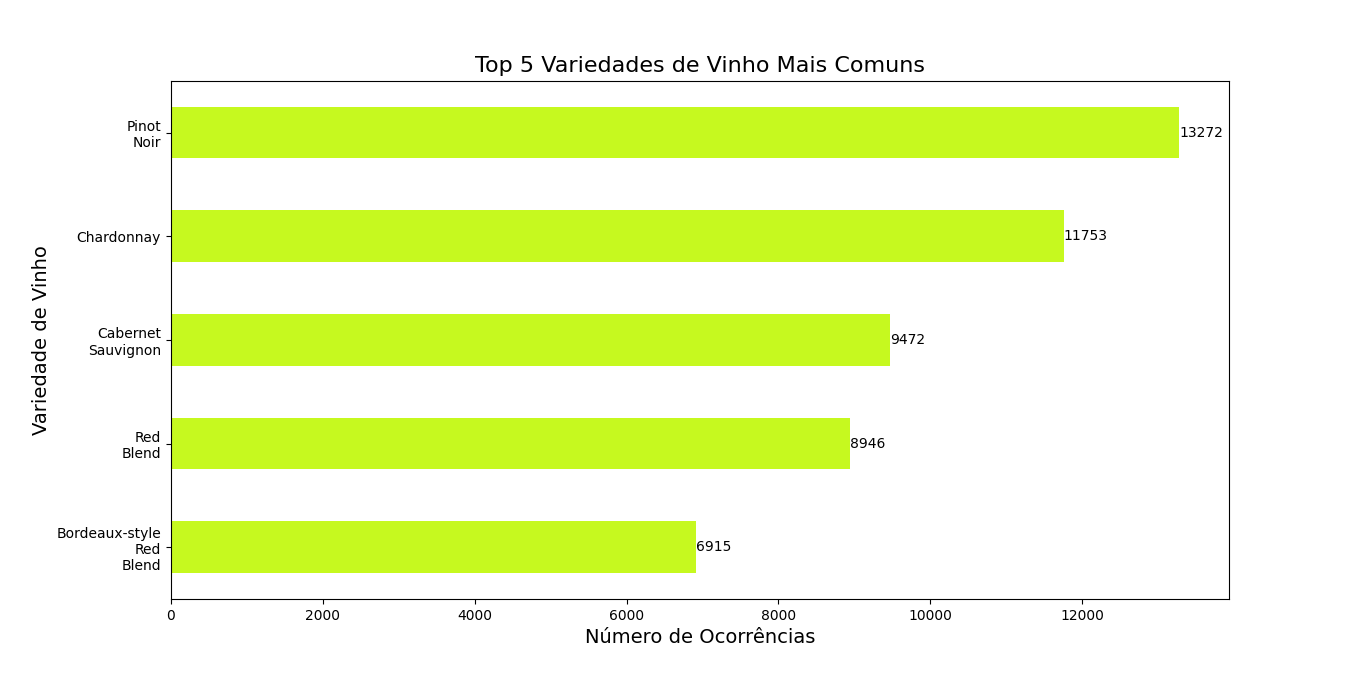 Top 5 Variedades de Vinho Mais Comuns
Variedade de Vinho
Pinot
Noir
13272
Chardonnay
11753
Cabernet
Sauvignon
9472
Red
Blend
8946
Bordeaux-style
Red
Blend
6915
0 2000 4000 6000 8000 10000 12000
Número de Ocorrências